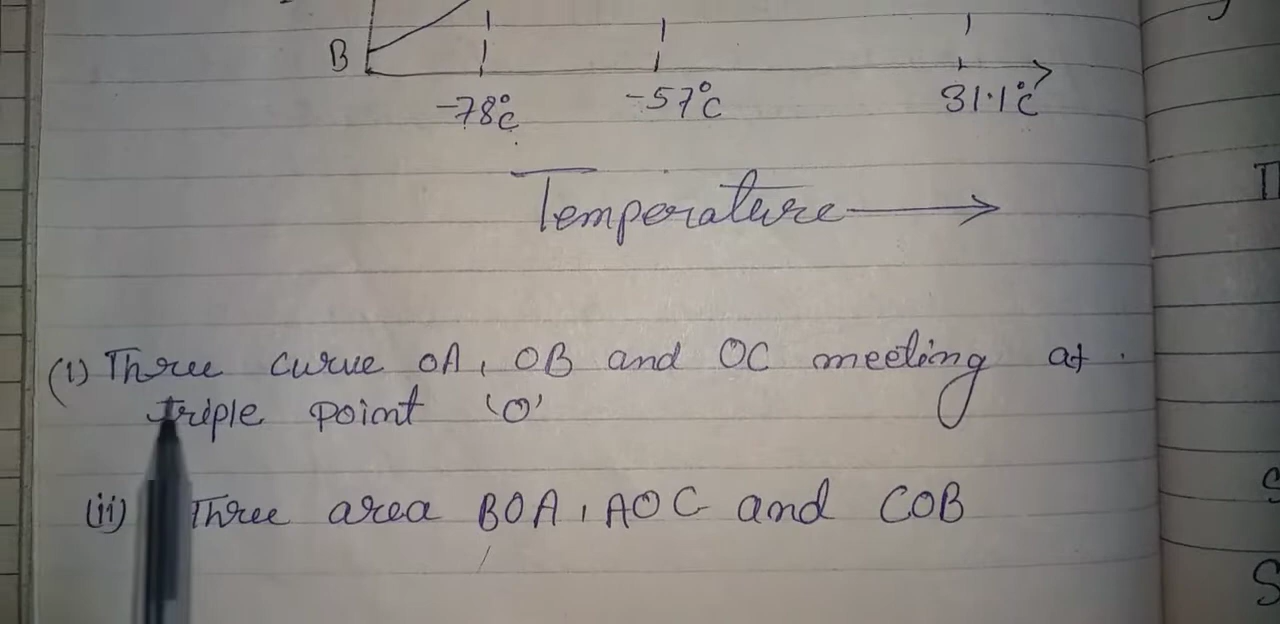 B
-78°C -57°C 31.1°C
Temperature
(i) Three curve OA, OB and OC meeting at
triple point 'O'
(ii) Three area BOA, AOC and COB